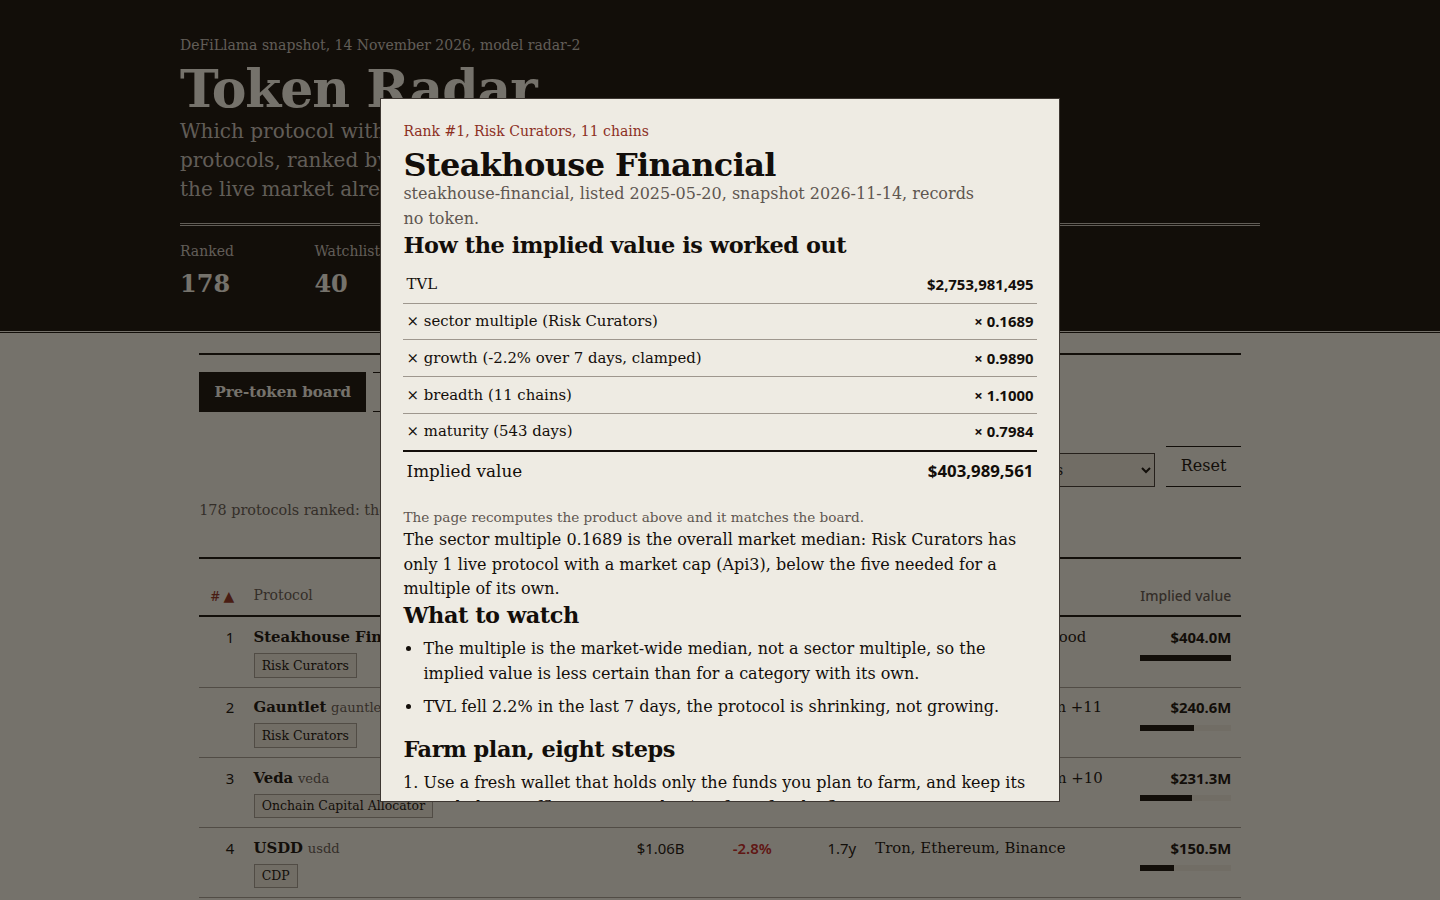 DeFiLlama snapshot, 14 November 2026, model radar-2
Token Radar
Which protocol with
protocols, ranked by
the live market alre
Ranked
Watchlist
178
40
Pre-token board
Reset
178 protocols ranked: th
# ▲
Protocol
Implied value
1
Steakhouse Fin
ood
$404.0M
Risk Curators
2
Gauntlet gauntle
+11
$240.6M
Risk Curators
3
Veda veda
+10
$231.3M
Onchain Capital Allocator
4
USDD usdd
$1.06B
-2.8%
1.7y
Tron, Ethereum, Binance
$150.5M
CDP
Rank #1, Risk Curators, 11 chains
Steakhouse Financial
steakhouse-financial, listed 2025-05-20, snapshot 2026-11-14, records
no token.
How the implied value is worked out
TVL
$2,753,981,495
× sector multiple (Risk Curators)
× 0.1689
× growth (-2.2% over 7 days, clamped)
× 0.9890
× breadth (11 chains)
× 1.1000
× maturity (543 days)
× 0.7984
Implied value
$403,989,561
The page recomputes the product above and it matches the board.
The sector multiple 0.1689 is the overall market median: Risk Curators has
only 1 live protocol with a market cap (Api3), below the five needed for a
multiple of its own.
What to watch
• The multiple is the market-wide median, not a sector multiple, so the
implied value is less certain than for a category with its own.
• TVL fell 2.2% in the last 7 days, the protocol is shrinking, not growing.
Farm plan, eight steps
1. Use a fresh wallet that holds only the funds you plan to farm, and keep its